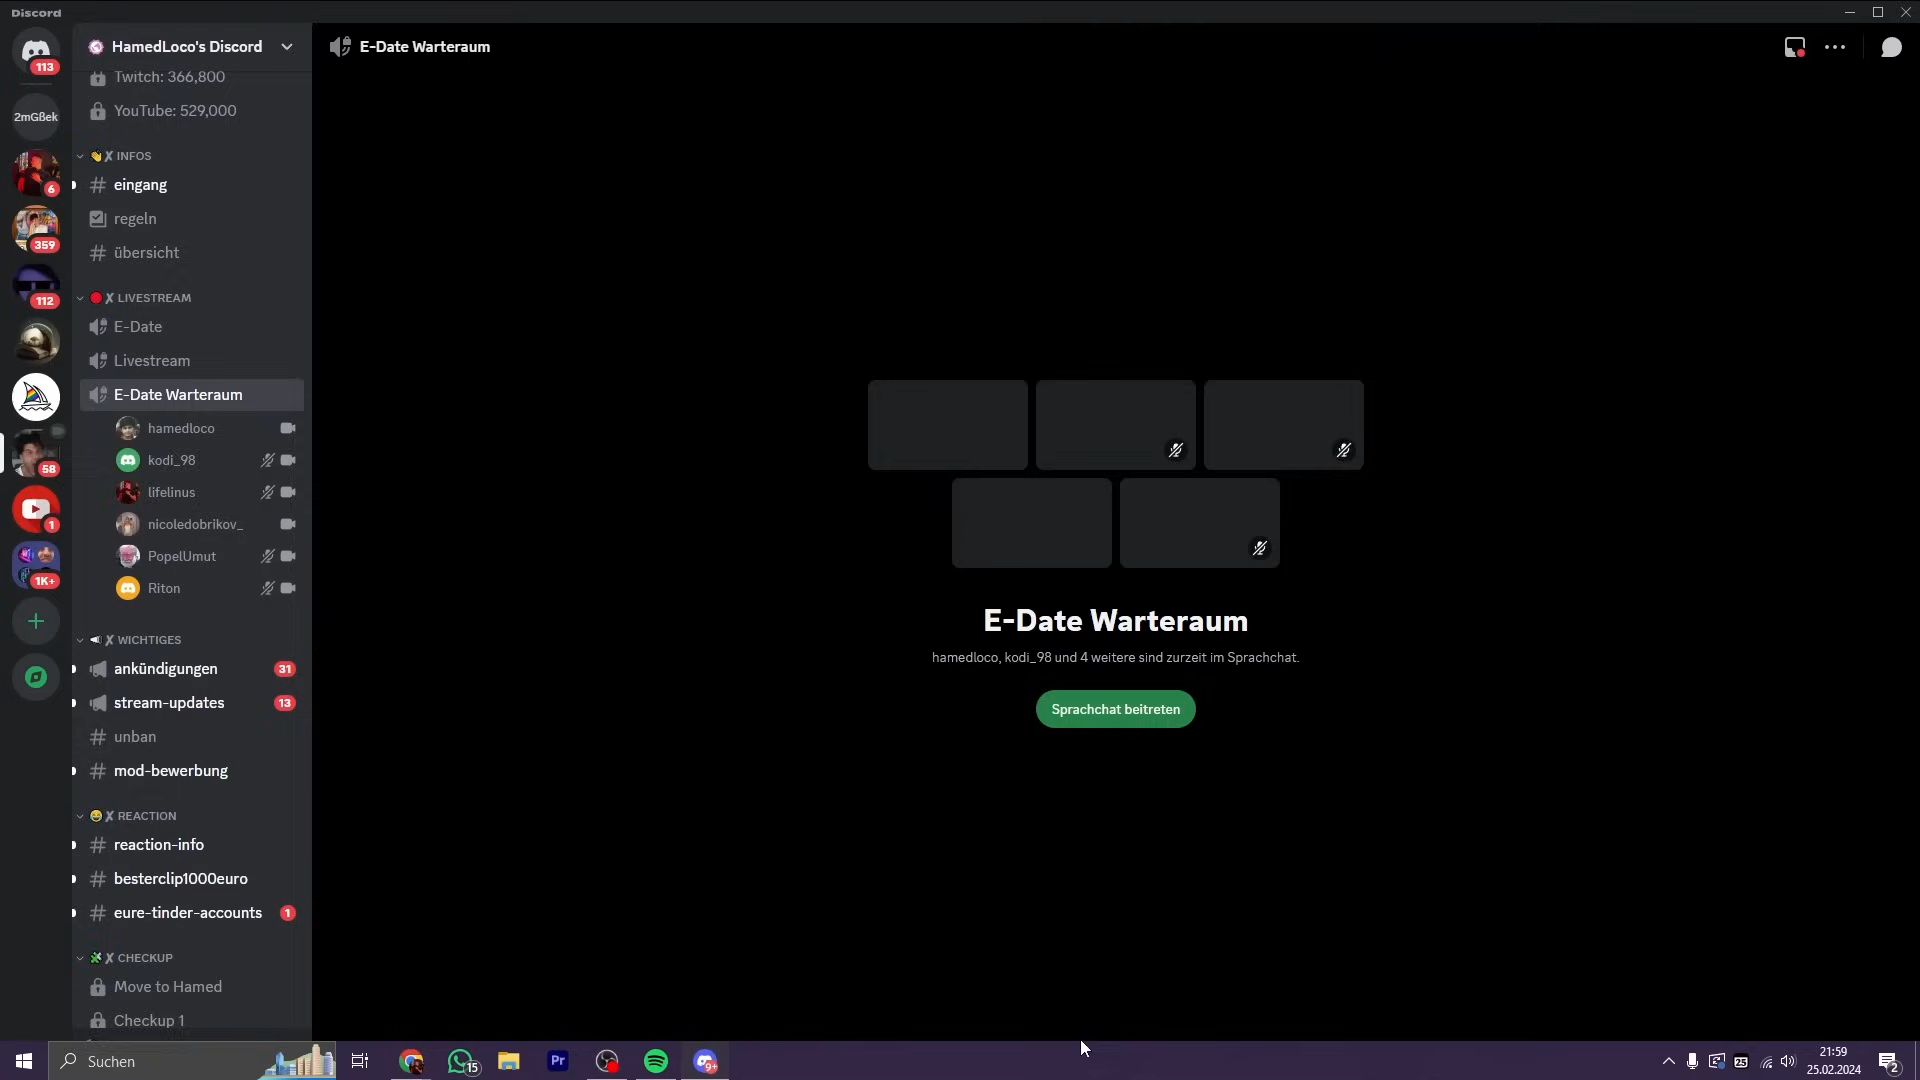 Discord
113
2mGßek
6
359
112
58
1
1K+
HamedLoco's Discord
Twitch: 366,800
YouTube: 529,000
INFOS
eingang
regeln
übersicht
LIVESTREAM
E-Date
Livestream
E-Date Warteraum
hamedloco
kodi_98
lifelinus
nicoledobrikov_
PopelUmut
Riton
WICHTIGES
ankündigungen 31
stream-updates 13
unban
mod-bewerbung
REACTION
reaction-info
besterclip1000euro
eure-tinder-accounts 1
CHECKUP
Move to Hamed
Checkup 1
E-Date Warteraum
E-Date Warteraum
hamedloco, kodi_98 und 4 weitere sind zurzeit im Sprachchat.
Sprachchat beitreten
Suchen
15
Pr
9+
25
21:59
25.02.2024
2